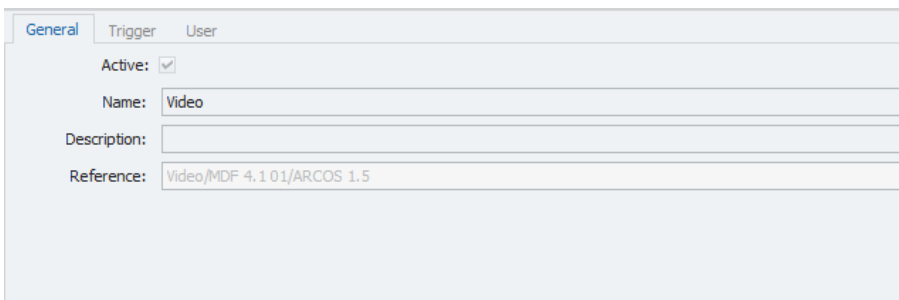 General Trigger User
Active:
Name: Video
Description:
Reference: Video/MDF 4.1 01/ARCOS 1.5